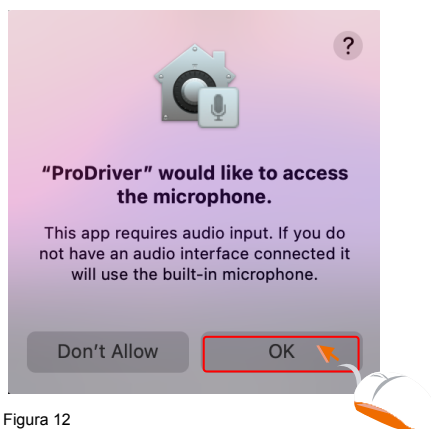 ?
“ProDriver” would like to access
the microphone.
This app requires audio input. If you do
not have an audio interface connected it
will use the built-in microphone.
Don’t Allow
OK
Figura 12